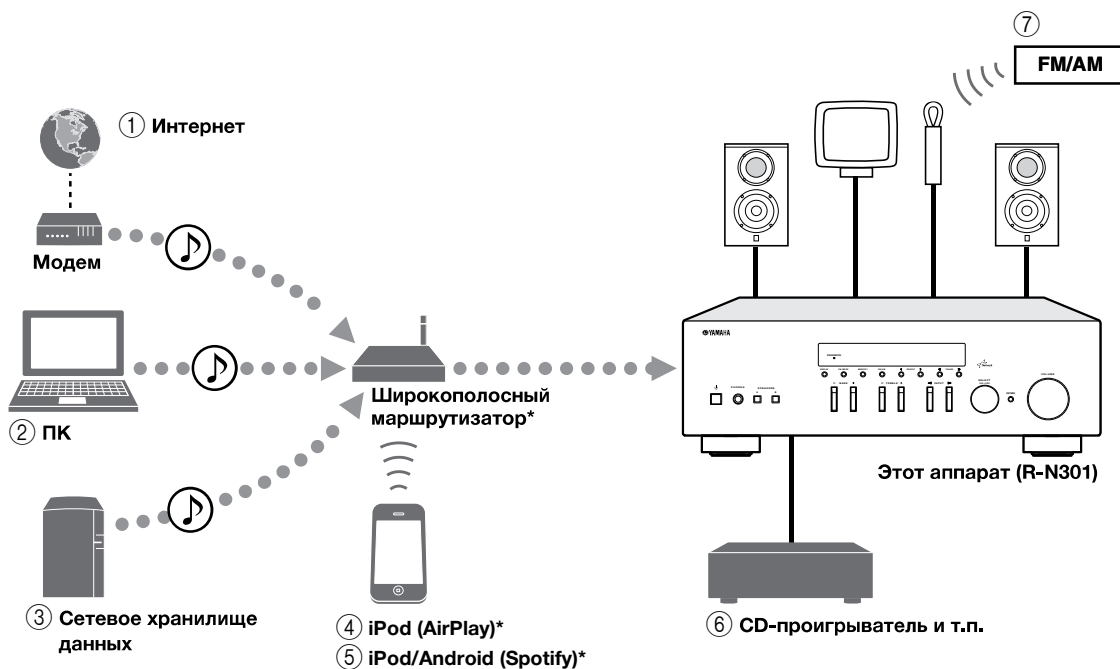 ⑦
FM/AM
① Интернет
Модем
② ПК
Широкополосный
маршрутизатор*
YAMAHA
Этот аппарат (R-N301)
③ Сетевое хранилище
данных
④ iPod (AirPlay)*
⑤ iPod/Android (Spotify)*
⑥ CD-проигрыватель и т.п.